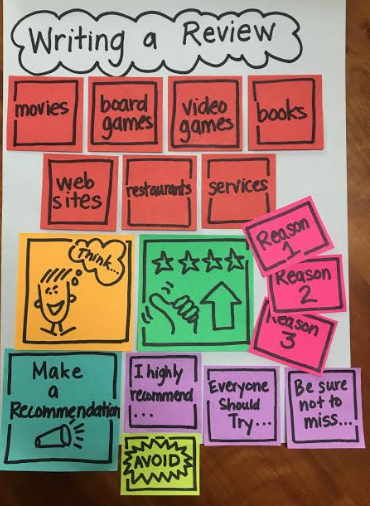 Writing a Review
movies
board
games
video
games
books
web
sites
restaurants
services
Think...
Reason
1
Reason
2
Reason
3
Make
a
Recommendation
I highly
recommend
...
Everyone
Should
Try...
Be sure
not to
miss...
AVOID